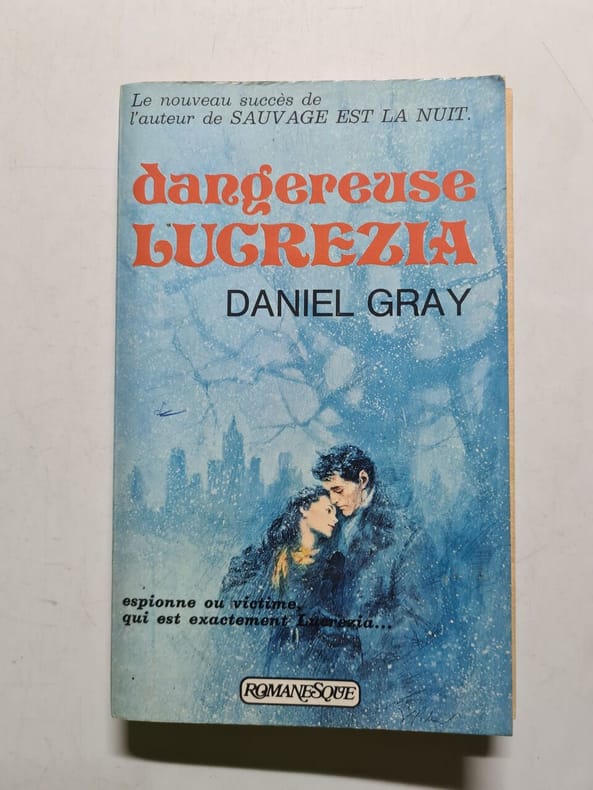 Le nouveau succès de
l'auteur de SAUVAGE EST LA NUIT.
dangereuse
LUCREZIA
DANIEL GRAY
espionne ou victime,
qui est exactement Lucrezia...
ROMANESQUE